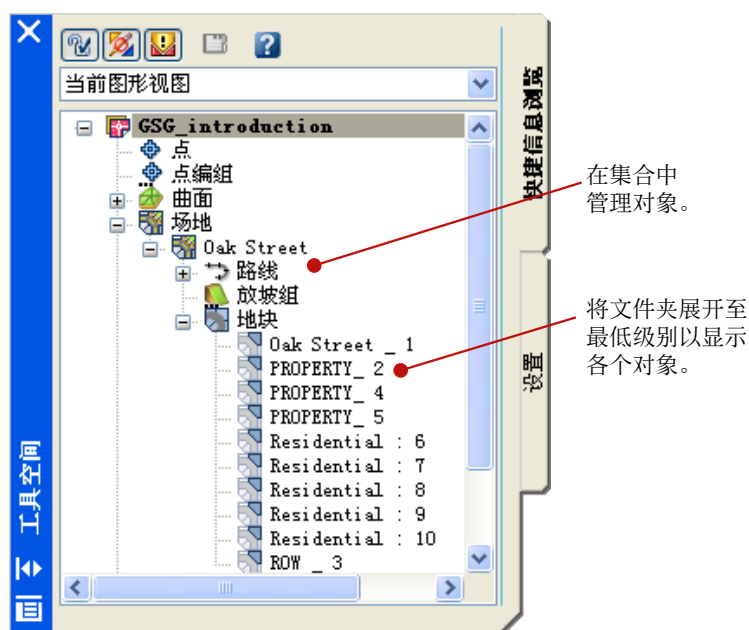 当前图形视图
GSG_introduction
点
点编组
曲面
场地
Oak Street
路线
放坡组
地块
Oak Street _ 1
PROPERTY_ 2
PROPERTY_ 4
PROPERTY_ 5
Residential : 6
Residential : 7
Residential : 8
Residential : 9
Residential : 10
ROW _ 3
工具空间
快捷信息浏览
设置
在集合中
管理对象。
将文件夹展开至
最低级别以显示
各个对象。